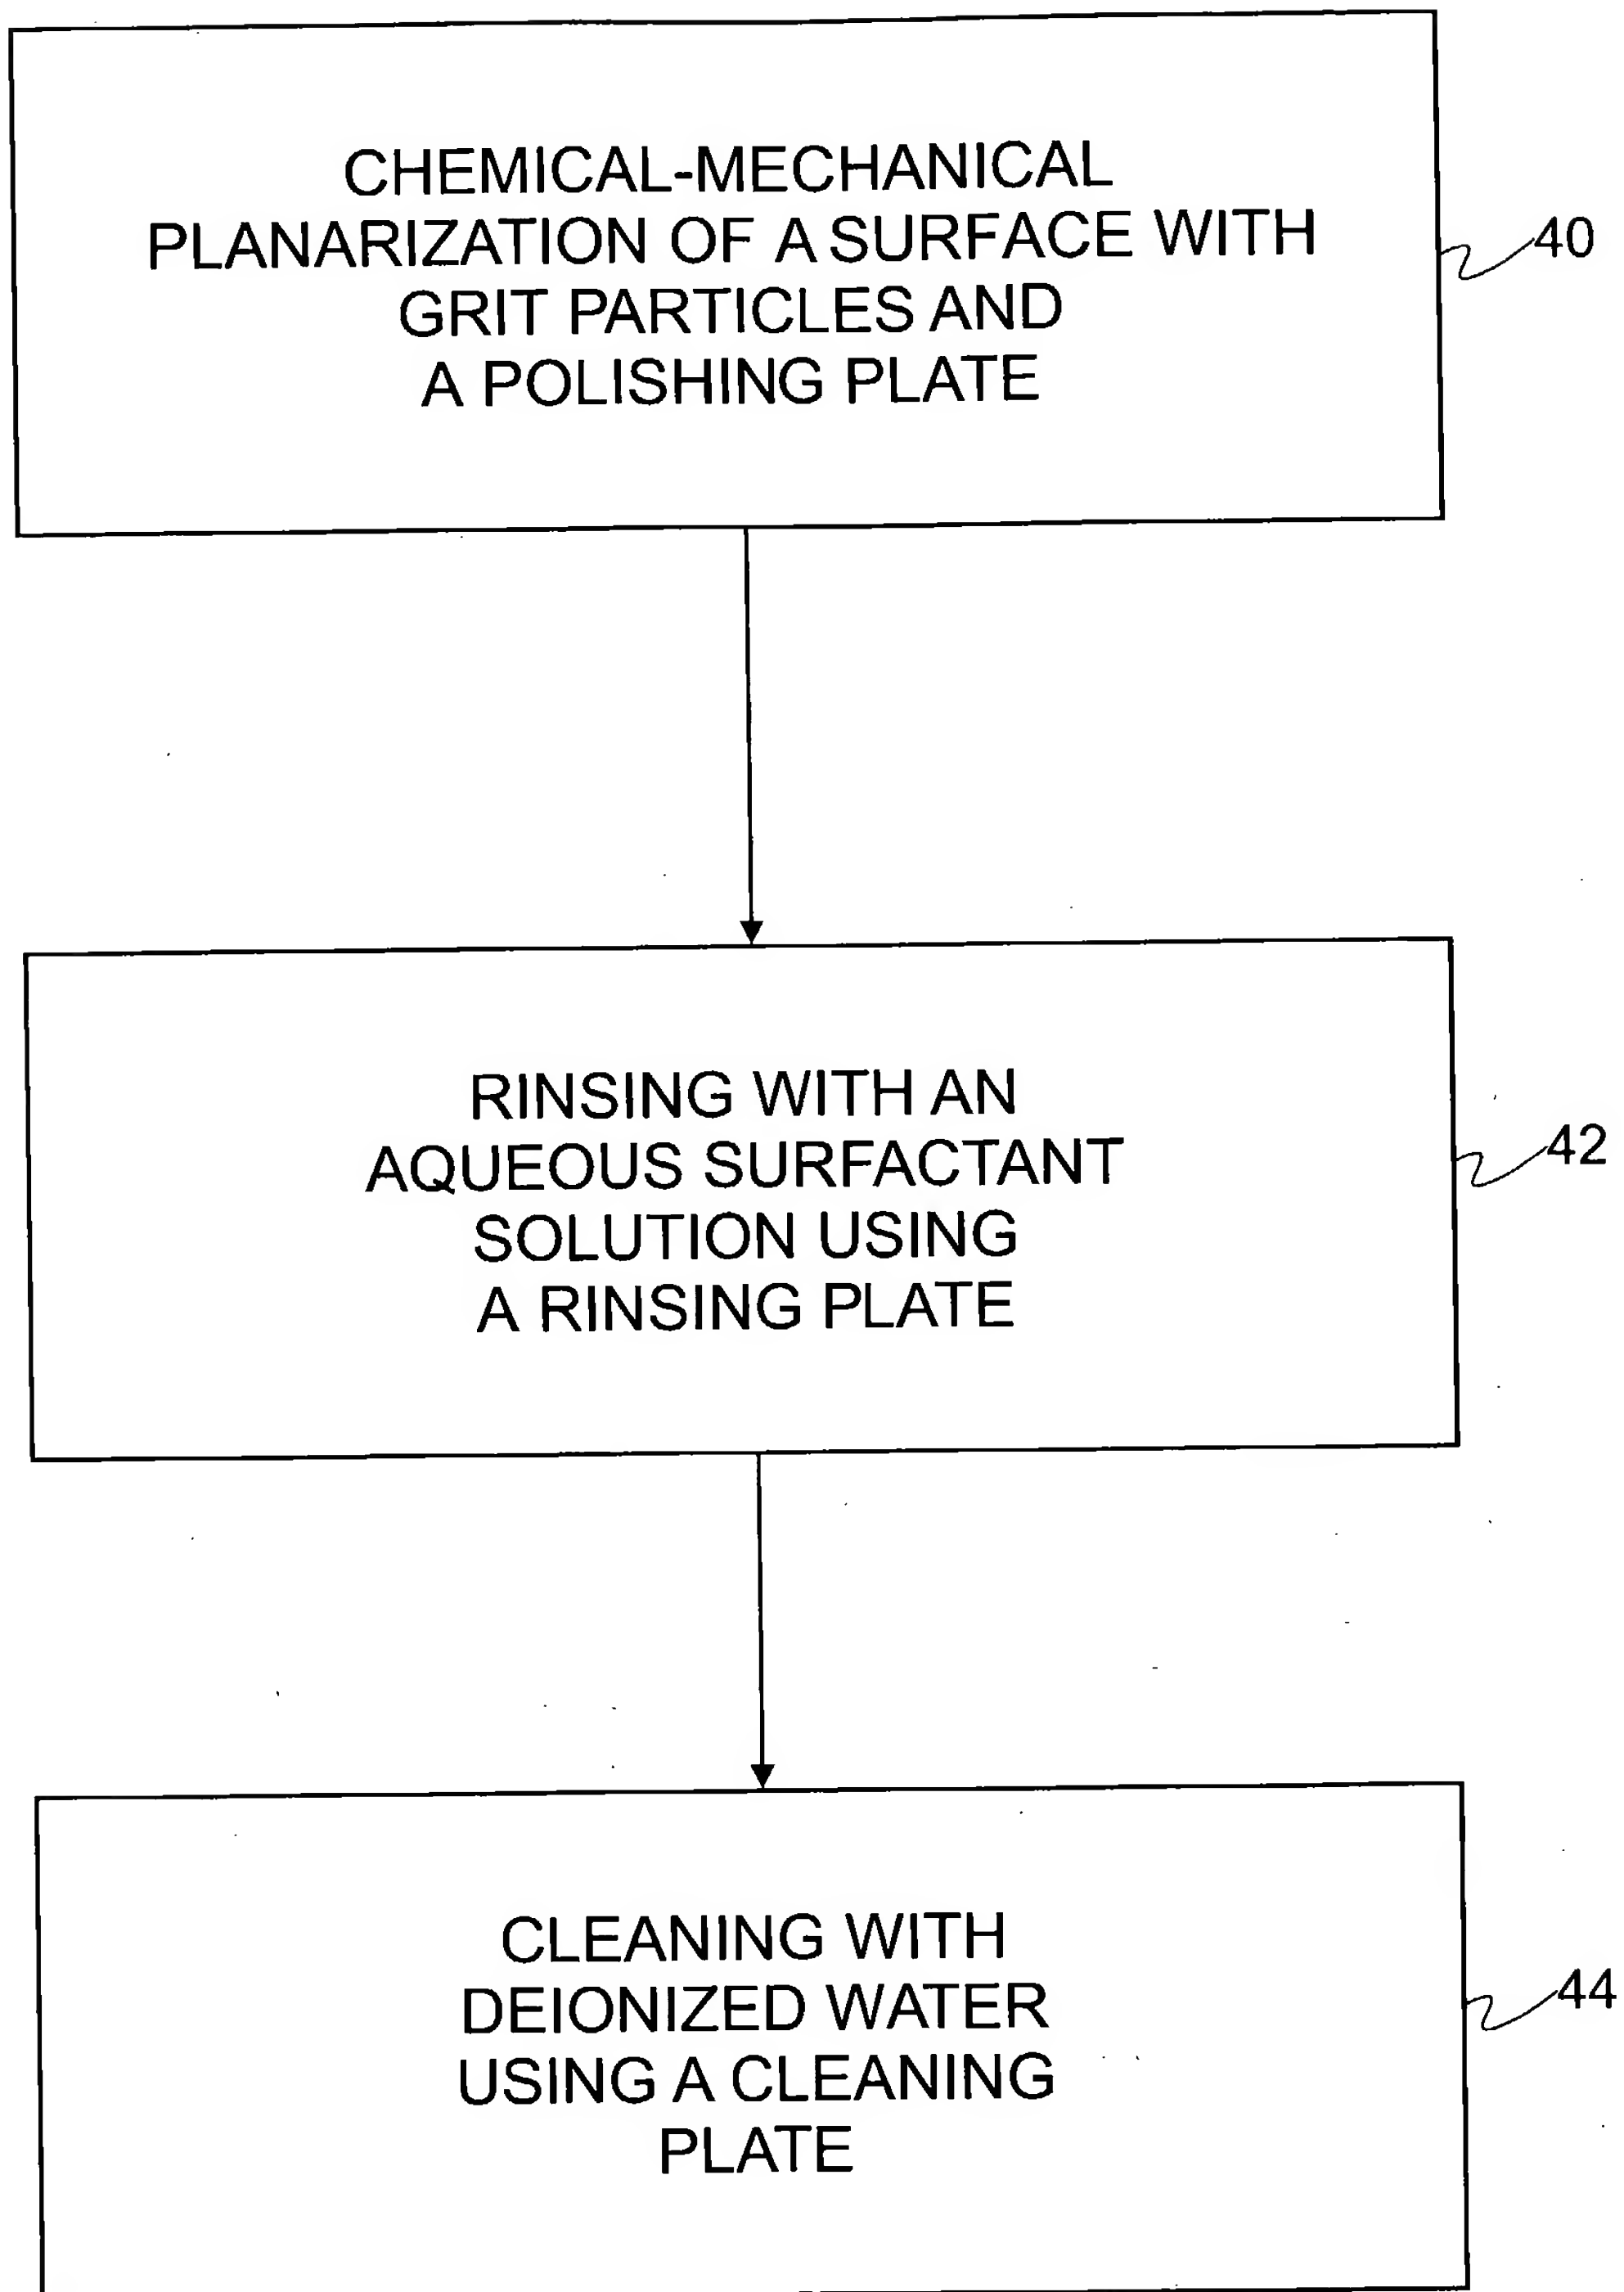 CHEMICAL-MECHANICAL
PLANARIZATION OF A SURFACE WITH
GRIT PARTICLES AND
A POLISHING PLATE
40
RINSING WITH AN
AQUEOUS SURFACTANT
SOLUTION USING
A RINSING PLATE
42
CLEANING WITH
DEIONIZED WATER
USING A CLEANING
PLATE
44